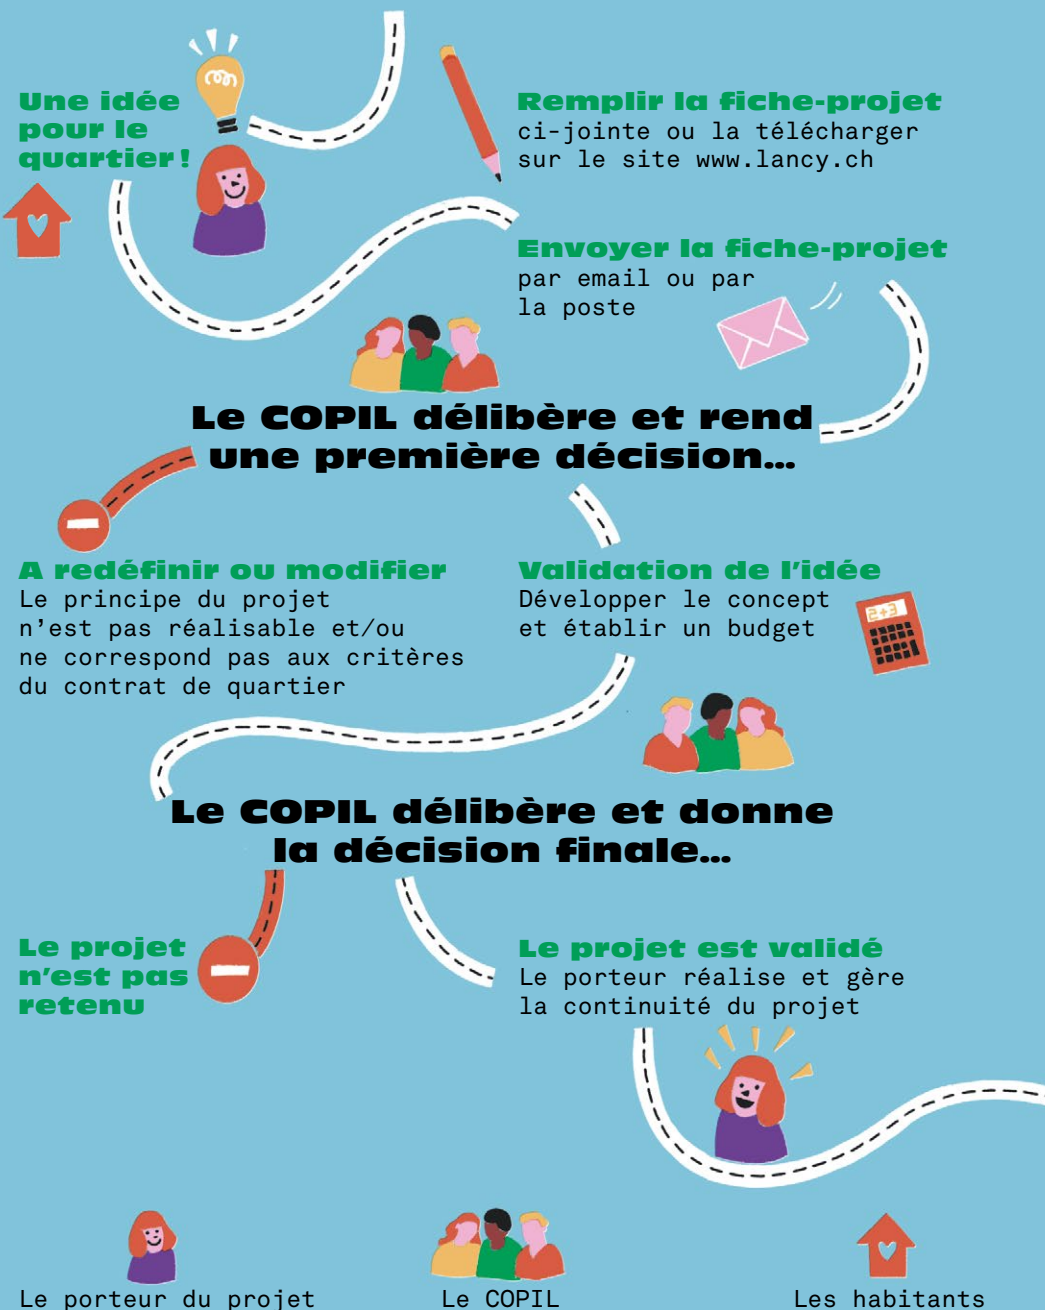 Une idée
pour le
quartier !
Remplir la fiche-projet
ci-jointe ou la télécharger
sur le site www.lancy.ch
Envoyer la fiche-projet
par email ou par
la poste
Le COPIL délibère et rend
une première décision...
A redéfinir ou modifier
Le principe du projet
n'est pas réalisable et/ou
ne correspond pas aux critères
du contrat de quartier
Validation de l'idée
Développer le concept
et établir un budget
2+3
Le COPIL délibère et donne
la décision finale...
Le projet
n'est pas
retenu
Le projet est validé
Le porteur réalise et gère
la continuité du projet
Le porteur du projet
Le COPIL
Les habitants